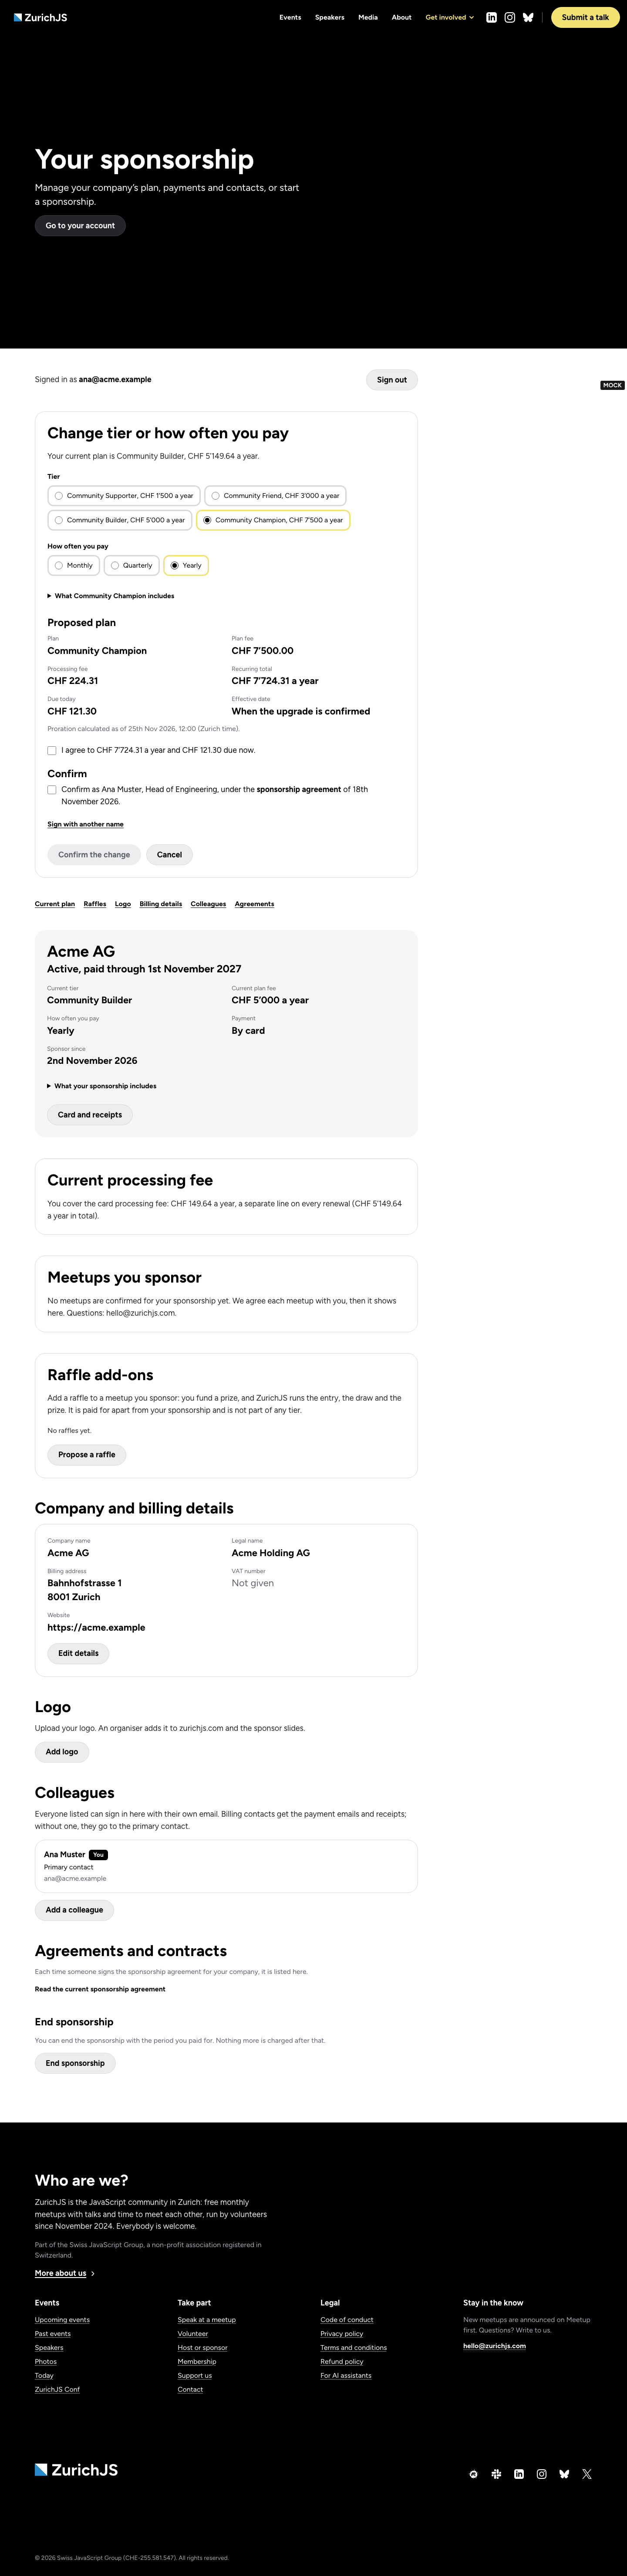 ZurichJS
Events
Speakers
Media
About
Get involved
Submit a talk
Your sponsorship
Manage your company’s plan, payments and contacts, or start
a sponsorship.
Go to your account
Signed in as ana@acme.example
Sign out
MOCK
Change tier or how often you pay
Your current plan is Community Builder, CHF 5’149.64 a year.
Tier
Community Supporter, CHF 1’500 a year
Community Friend, CHF 3’000 a year
Community Builder, CHF 5’000 a year
Community Champion, CHF 7’500 a year
How often you pay
Monthly
Quarterly
Yearly
What Community Champion includes
Proposed plan
Plan
Community Champion
Plan fee
CHF 7’500.00
Processing fee
CHF 224.31
Recurring total
CHF 7’724.31 a year
Due today
CHF 121.30
Effective date
When the upgrade is confirmed
Proration calculated as of 25th Nov 2026, 12:00 (Zurich time).
I agree to CHF 7’724.31 a year and CHF 121.30 due now.
Confirm
Confirm as Ana Muster, Head of Engineering, under the sponsorship agreement of 18th
November 2026.
Sign with another name
Confirm the change
Cancel
Current plan
Raffles
Logo
Billing details
Colleagues
Agreements
Acme AG
Active, paid through 1st November 2027
Current tier
Community Builder
Current plan fee
CHF 5’000 a year
How often you pay
Yearly
Payment
By card
Sponsor since
2nd November 2026
What your sponsorship includes
Card and receipts
Current processing fee
You cover the card processing fee: CHF 149.64 a year, a separate line on every renewal (CHF 5’149.64
a year in total).
Meetups you sponsor
No meetups are confirmed for your sponsorship yet. We agree each meetup with you, then it shows
here. Questions: hello@zurichjs.com.
Raffle add-ons
Add a raffle to a meetup you sponsor: you fund a prize, and ZurichJS runs the entry, the draw and the
prize. It is paid for apart from your sponsorship and is not part of any tier.
No raffles yet.
Propose a raffle
Company and billing details
Company name
Acme AG
Legal name
Acme Holding AG
Billing address
Bahnhofstrasse 1
8001 Zurich
VAT number
Not given
Website
https://acme.example
Edit details
Logo
Upload your logo. An organiser adds it to zurichjs.com and the sponsor slides.
Add logo
Colleagues
Everyone listed can sign in here with their own email. Billing contacts get the payment emails and receipts;
without one, they go to the primary contact.
Ana Muster You
Primary contact
ana@acme.example
Add a colleague
Agreements and contracts
Each time someone signs the sponsorship agreement for your company, it is listed here.
Read the current sponsorship agreement
End sponsorship
You can end the sponsorship with the period you paid for. Nothing more is charged after that.
End sponsorship
Who are we?
ZurichJS is the JavaScript community in Zurich: free monthly
meetups with talks and time to meet each other, run by volunteers
since November 2024. Everybody is welcome.
Part of the Swiss JavaScript Group, a non-profit association registered in
Switzerland.
More about us
Events
Upcoming events
Past events
Speakers
Photos
Today
ZurichJS Conf
Take part
Speak at a meetup
Volunteer
Host or sponsor
Membership
Support us
Contact
Legal
Code of conduct
Privacy policy
Terms and conditions
Refund policy
For AI assistants
Stay in the know
New meetups are announced on Meetup
first. Questions? Write to us.
hello@zurichjs.com
ZurichJS
© 2026 Swiss JavaScript Group (CHE-255.581.547). All rights reserved.